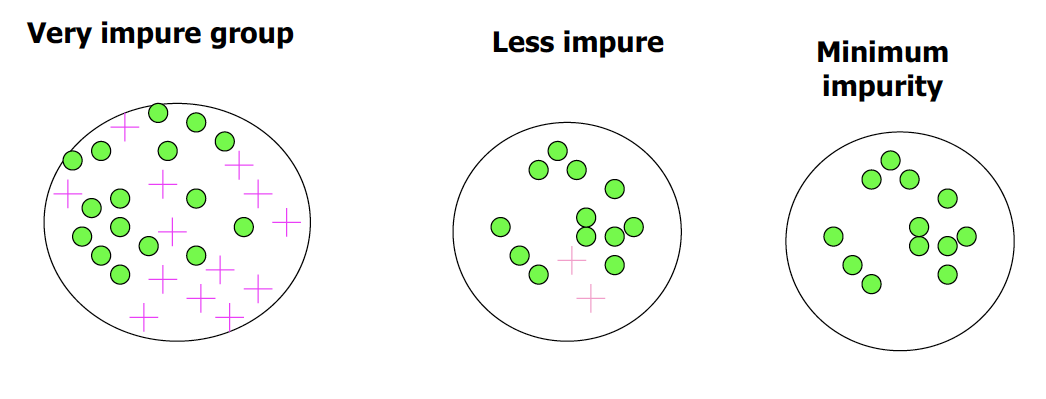 Very impure group
Less impure
Minimum
impurity